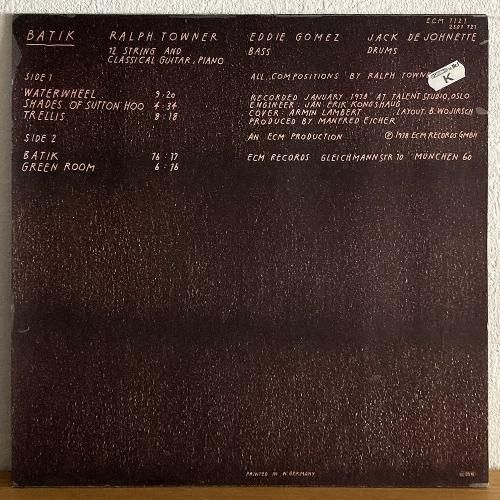 BATIK
RALPH TOWNER
12 STRING AND
CLASSICAL GUITAR, PIANO
EDDIE GOMEZ
BASS
JACK DEJOHNETTE
DRUMS
ECM 1121
2301 121
SIDE 1
WATERWHEEL 9:20
SHADES OF SUTTON HOO 4:34
TRELLIS 8:18
SIDE 2
BATIK 16:17
GREEN ROOM 6:16
ALL COMPOSITIONS BY RALPH TOWNER
K
RECORDED JANUARY 1978 AT TALENT STUDIO, OSLO
ENGINEER: JAN ERIK KONGSHAUG
COVER: ARMIN LAMBERT LAYOUT: B. WOJIRSCH
PRODUCED BY MANFRED EICHER
AN ECM PRODUCTION ℗ 1978 ECM RECORDS GMBH
ECM RECORDS GLEICHMANNSTR 10 MÜNCHEN 60
PRINTED IN W. GERMANY